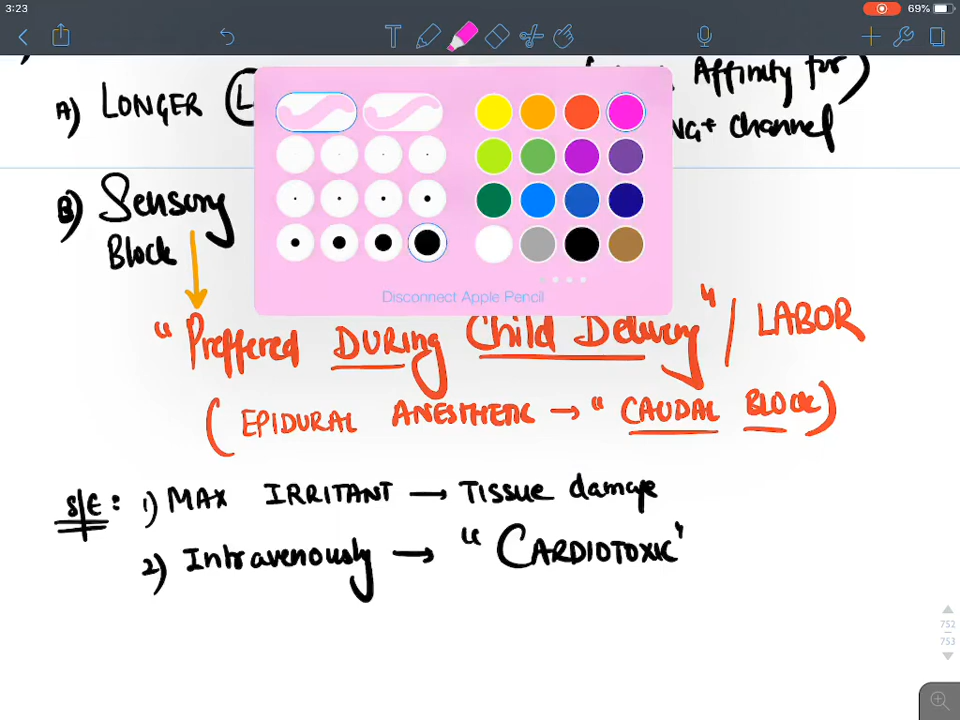 3:23
69%
T
Affinity for
A) LONGER (L
Na+ channel
B) Sensory
Block
Disconnect Apple Pencil
"Preffered DURING Child Delivery" / LABOR
(EPIDURAL ANESTHETIC → "CAUDAL BLOCK)
S/E: 1) MAX IRRITANT → Tissue damage
2) Intravenously → "CARDIOTOXIC"
752
753